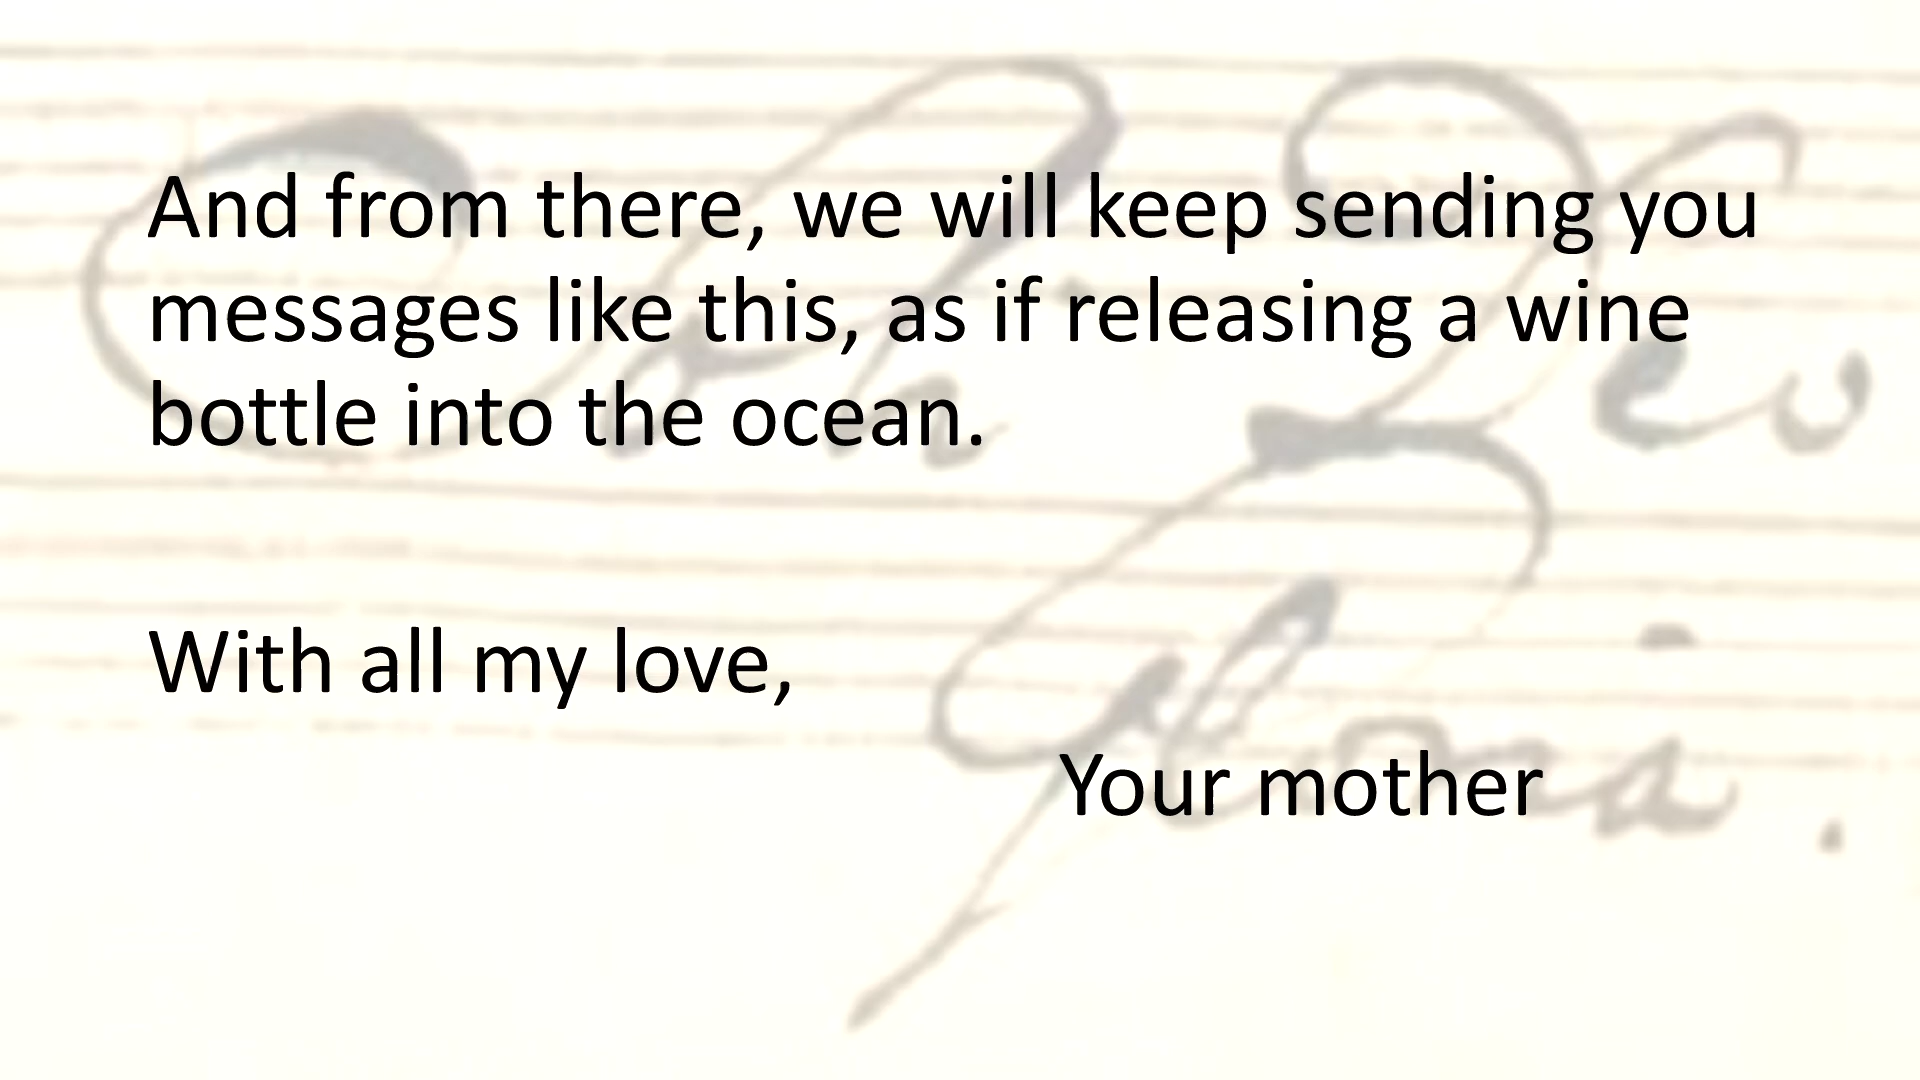 And from there, we will keep sending you
messages like this, as if releasing a wine
bottle into the ocean.
With all my love,
Your mother